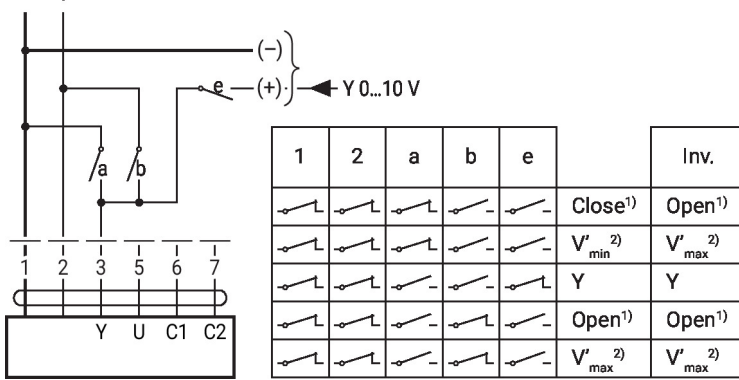 (–)
e (+) Y 0...10 V
a b
1 2 3 5 6 7
Y U C1 C2
1 2 a b e Inv.
Close¹⁾ Open¹⁾
V'min²⁾ V'max²⁾
Y Y
Open¹⁾ Open¹⁾
V'max²⁾ V'max²⁾